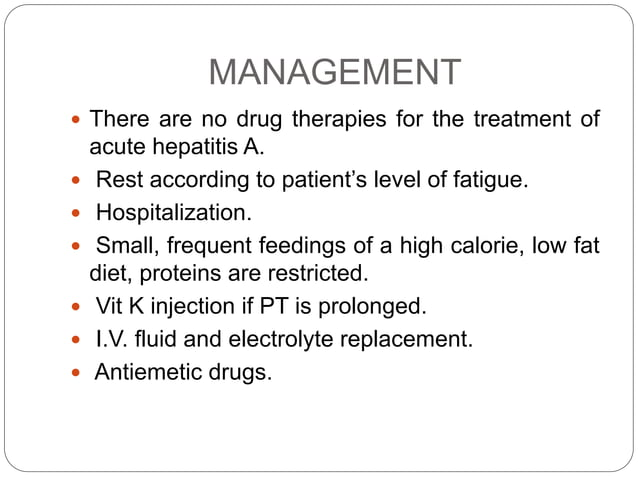 MANAGEMENT
• There are no drug therapies for the treatment of
acute hepatitis A.
• Rest according to patient’s level of fatigue.
• Hospitalization.
• Small, frequent feedings of a high calorie, low fat
diet, proteins are restricted.
• Vit K injection if PT is prolonged.
• I.V. fluid and electrolyte replacement.
• Antiemetic drugs.